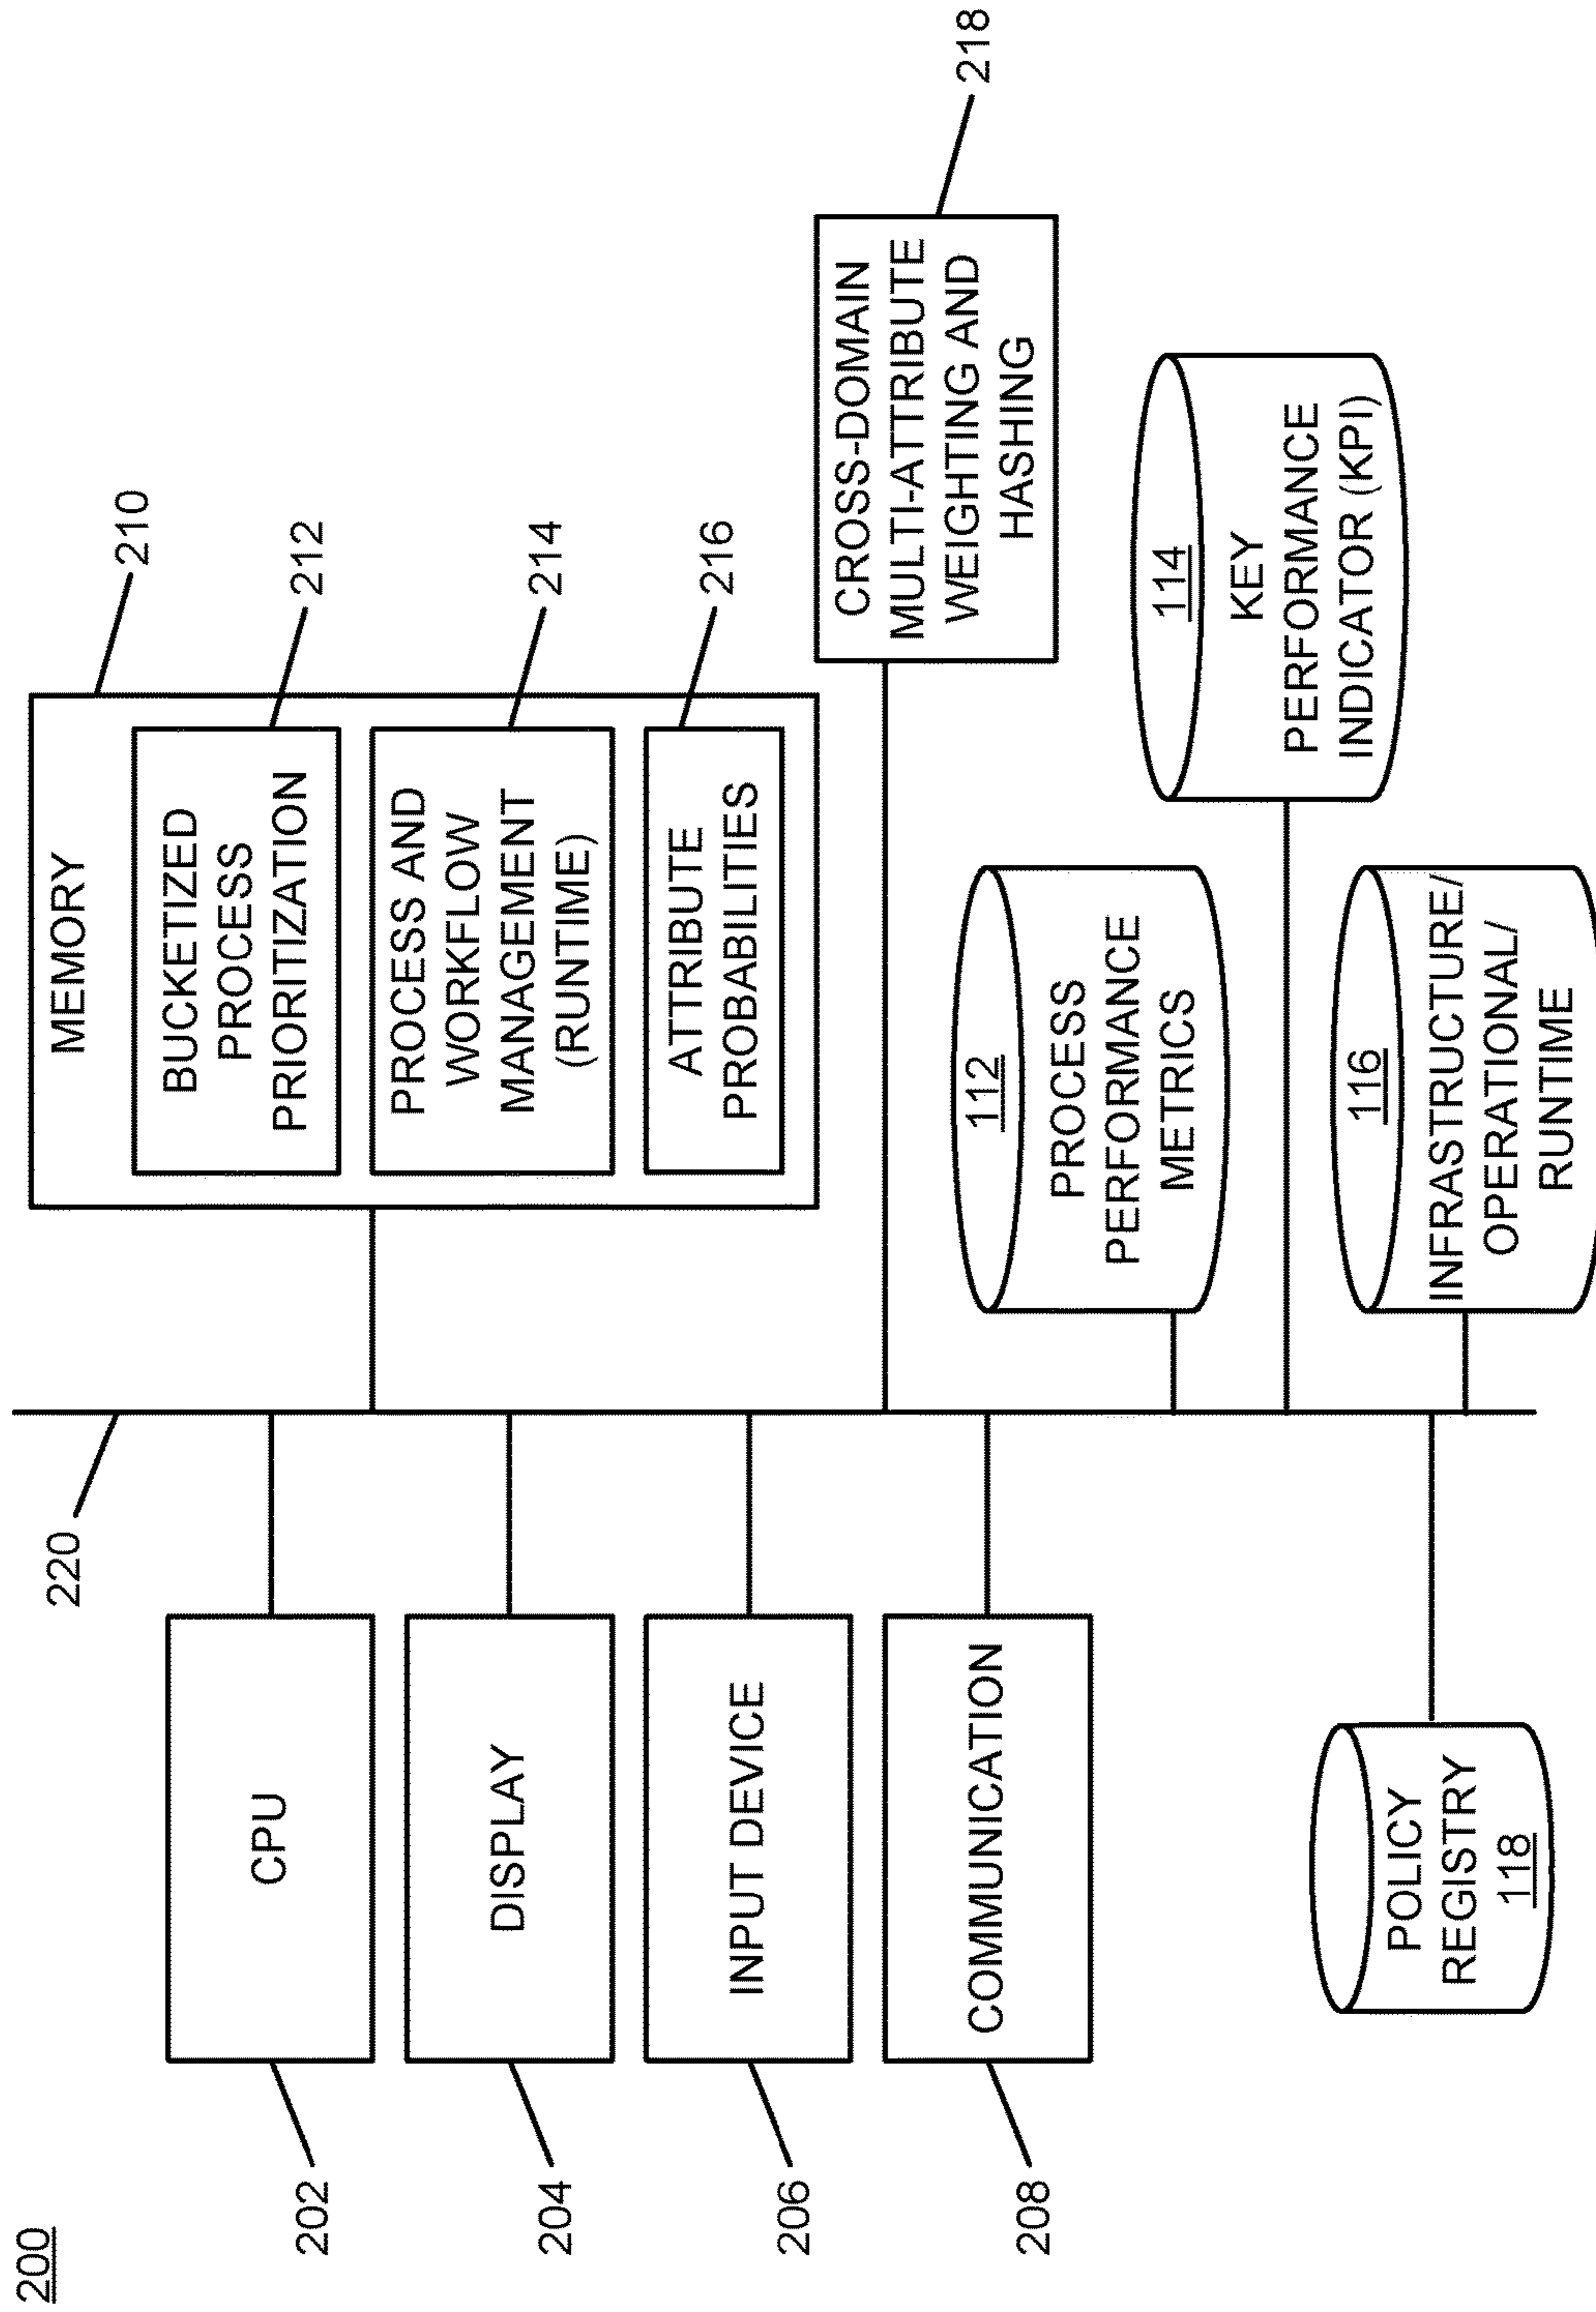 200
202
CPU
204
DISPLAY
206
INPUT DEVICE
208
COMMUNICATION
POLICY
REGISTRY
118
220
MEMORY
210
BUCKETIZED
PROCESS
PRIORITIZATION
212
PROCESS AND
WORKFLOW
MANAGEMENT
(RUNTIME)
214
ATTRIBUTE
PROBABILITIES
216
CROSS-DOMAIN
MULTI-ATTRIBUTE
WEIGHTING AND
HASHING
218
112
PROCESS
PERFORMANCE
METRICS
114
KEY
PERFORMANCE
INDICATOR (KPI)
116
INFRASTRUCTURE/
OPERATIONAL/
RUNTIME